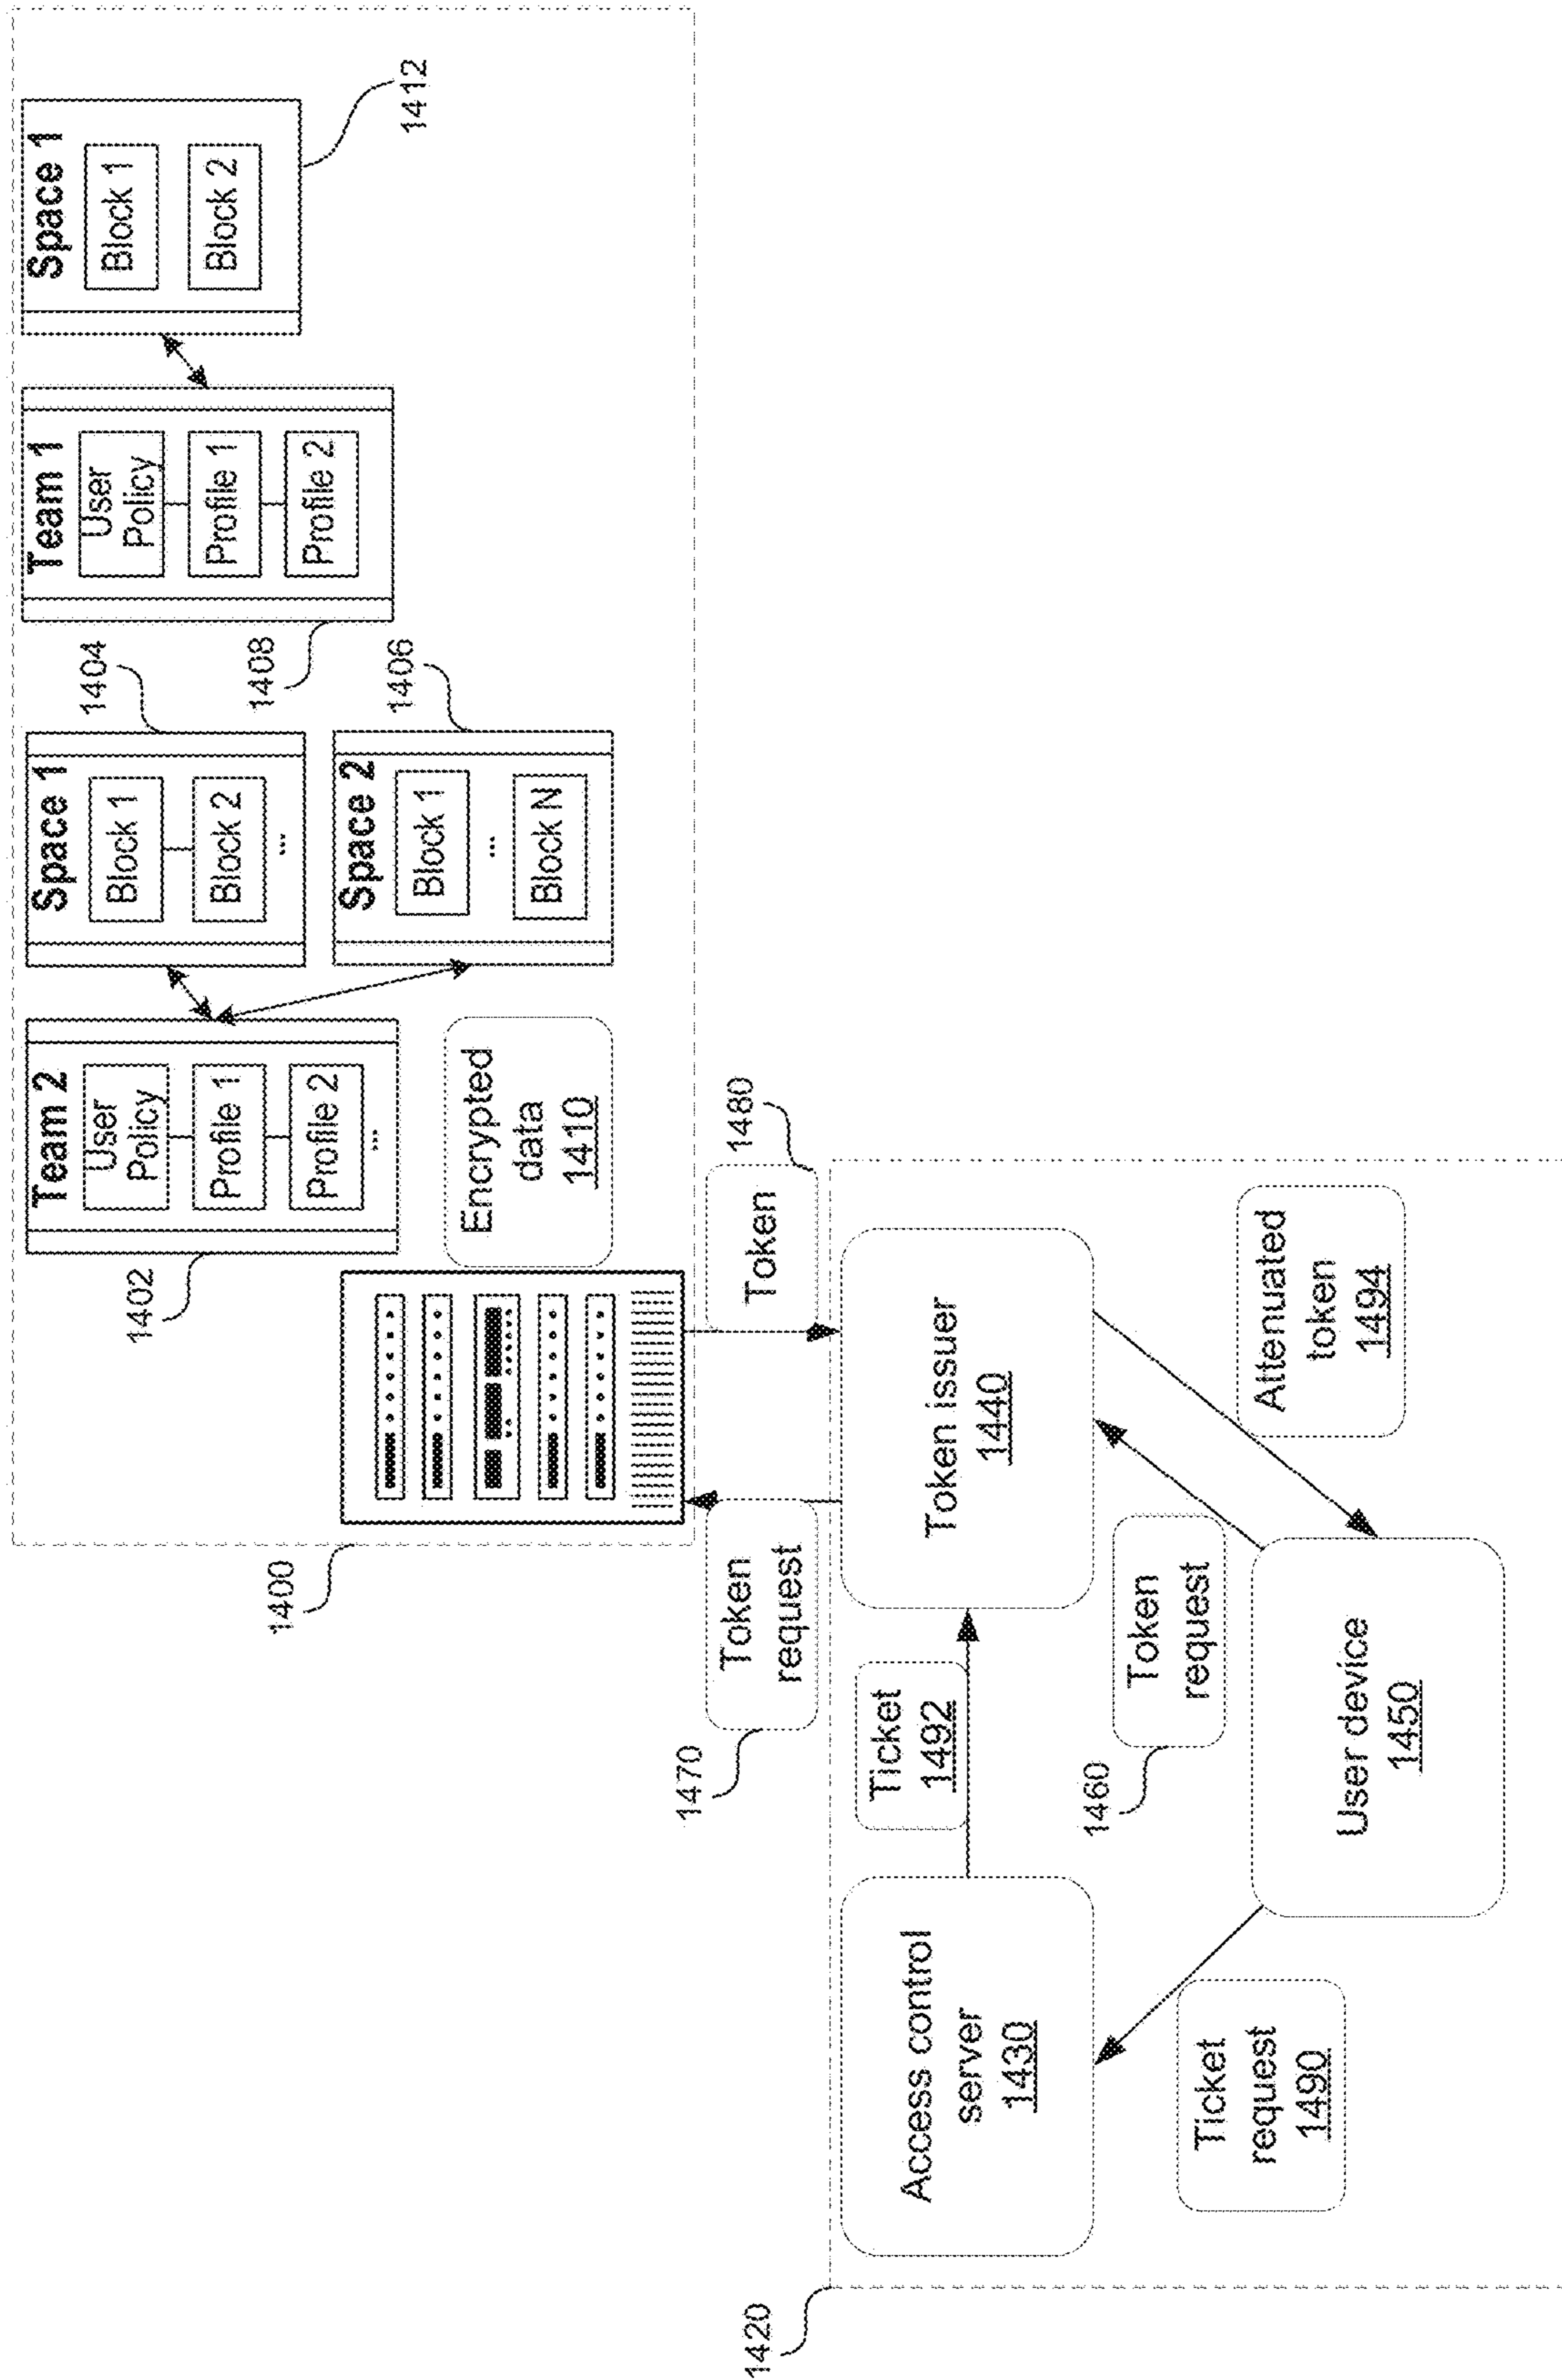 1400
1402
Team 2
User
Policy
Profile 1
Profile 2
...
Space 1
Block 1
Block 2
...
1404
Space 2
Block 1
...
Block N
1406
1408
Team 1
User
Policy
Profile 1
Profile 2
Space 1
Block 1
Block 2
1412
Encrypted
data
1410
1470
Token
request
Token
1480
1420
Access control
server
1430
Ticket
1492
Token issuer
1440
Ticket
request
1490
1460
Token
request
User device
1450
Attenuated
token
1494